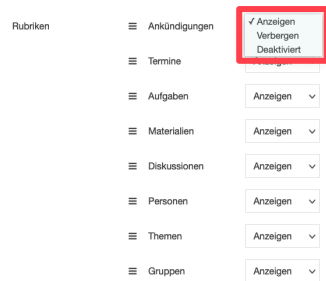 Rubriken
Ankündigungen
✓ Anzeigen
Verbergen
Deaktiviert
Termine
Aufgaben Anzeigen
Materialien Anzeigen
Diskussionen Anzeigen
Personen Anzeigen
Themen Anzeigen
Gruppen Anzeigen